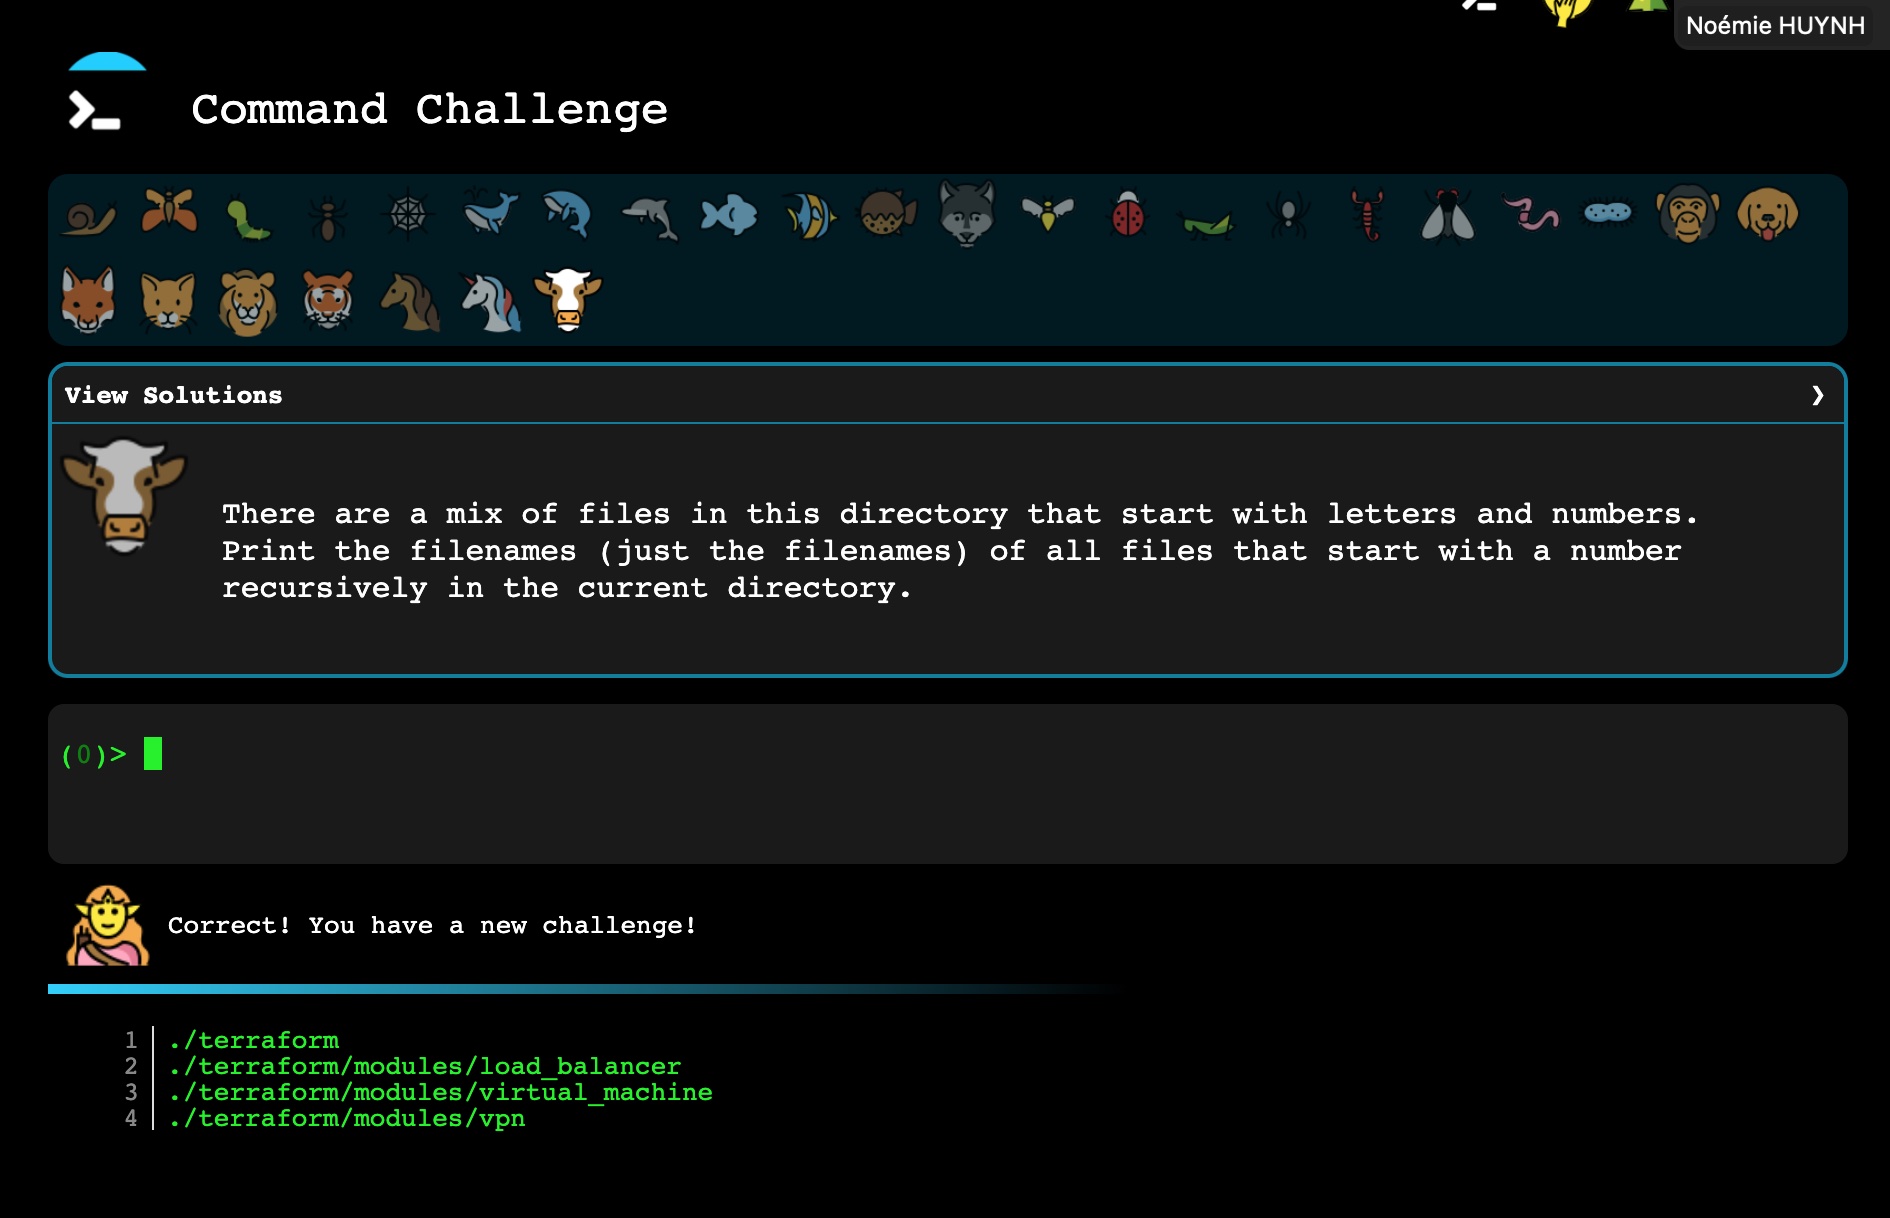 Noémie HUYNH
Command Challenge
View Solutions
There are a mix of files in this directory that start with letters and numbers.
Print the filenames (just the filenames) of all files that start with a number
recursively in the current directory.
(0)>
Correct! You have a new challenge!
1 ./terraform
2 ./terraform/modules/load_balancer
3 ./terraform/modules/virtual_machine
4 ./terraform/modules/vpn